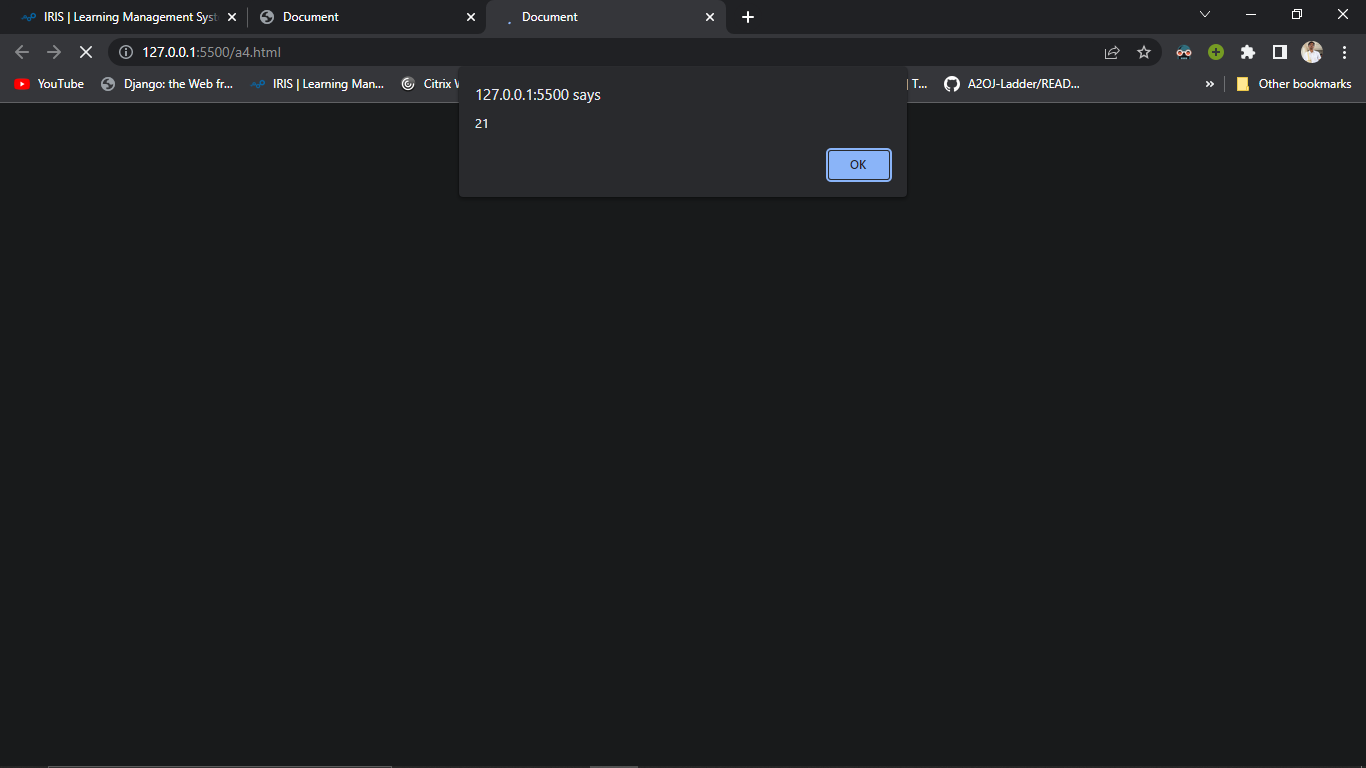 IRIS | Learning Management Syst
Document
Document
127.0.0.1:5500/a4.html
YouTube
Django: the Web fr...
IRIS | Learning Man...
Citrix W
| T...
A2OJ-Ladder/READ...
»
Other bookmarks
127.0.0.1:5500 says
21
OK